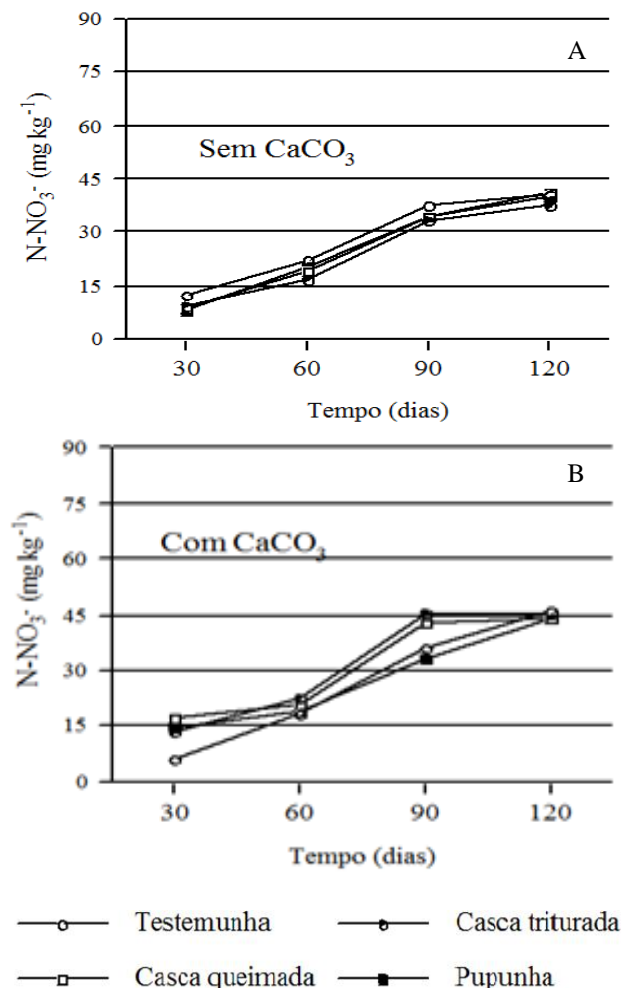 90
A
75
60
Sem CaCO₃
45
30
15
0
N-NO₃- (mg kg⁻¹)
30 60 90 120
Tempo (dias)
90
B
75
Com CaCO₃
60
45
30
15
0
N-NO₃- (mg kg⁻¹)
30 60 90 120
Tempo (dias)
Testemunha Casca triturada
Casca queimada Pupunha